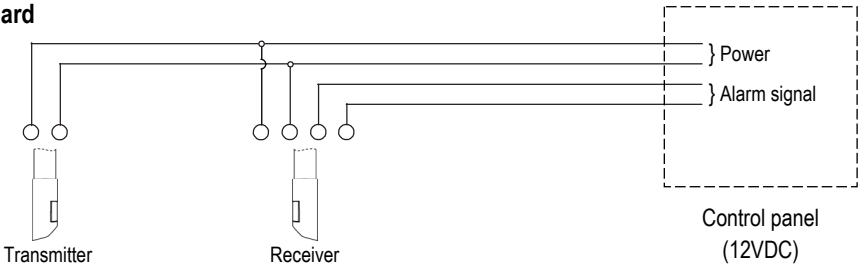 ard
} Power
} Alarm signal
Control panel
(12VDC)
Transmitter
Receiver